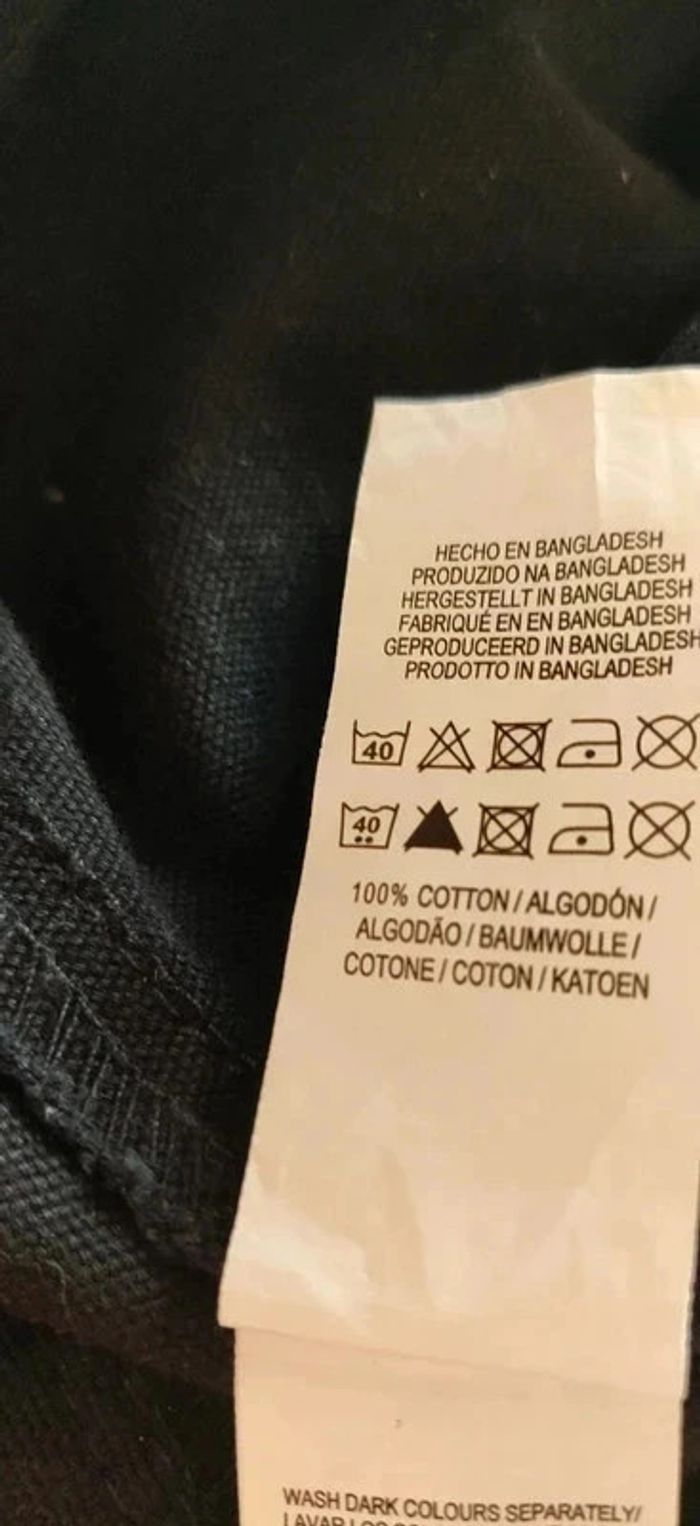 HECHO EN BANGLADESH
PRODUZIDO NA BANGLADESH
HERGESTELLT IN BANGLADESH
FABRIQUÉ EN EN BANGLADESH
GEPRODUCEERD IN BANGLADESH
PRODOTTO IN BANGLADESH
40
40
100% COTTON / ALGODÓN /
ALGODÃO / BAUMWOLLE /
COTONE / COTON / KATOEN
WASH DARK COLOURS SEPARATELY/